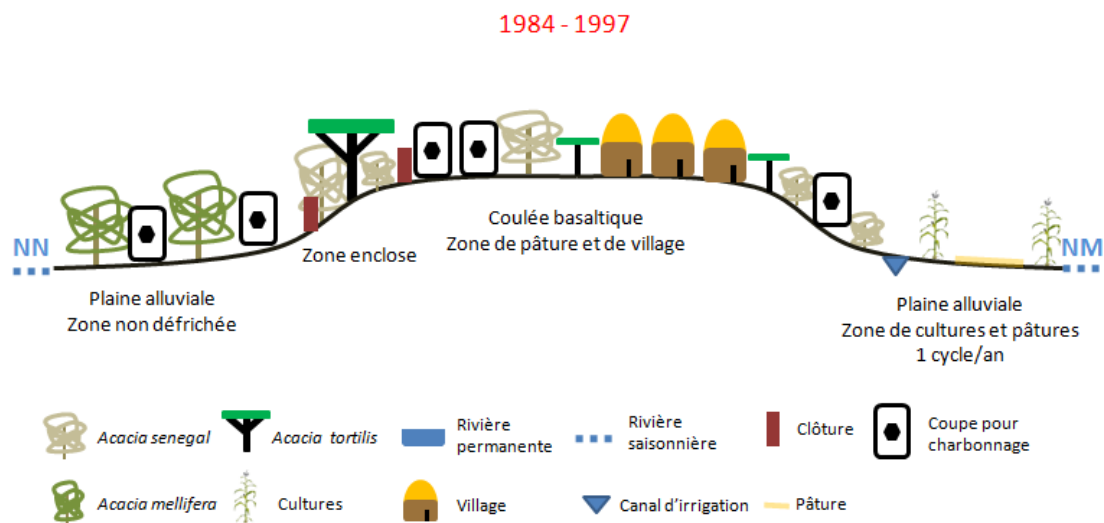 1984 - 1997
NN
NM
Zone enclose
Coulée basaltique
Zone de pâture et de village
Plaine alluviale
Zone non défrichée
Plaine alluviale
Zone de cultures et pâtures
1 cycle/an
Acacia senegal
Acacia tortilis
Rivière
permanente
Rivière
saisonnière
Clôture
Coupe pour
charbonnage
Acacia mellifera
Cultures
Village
Canal d'irrigation
Pâture